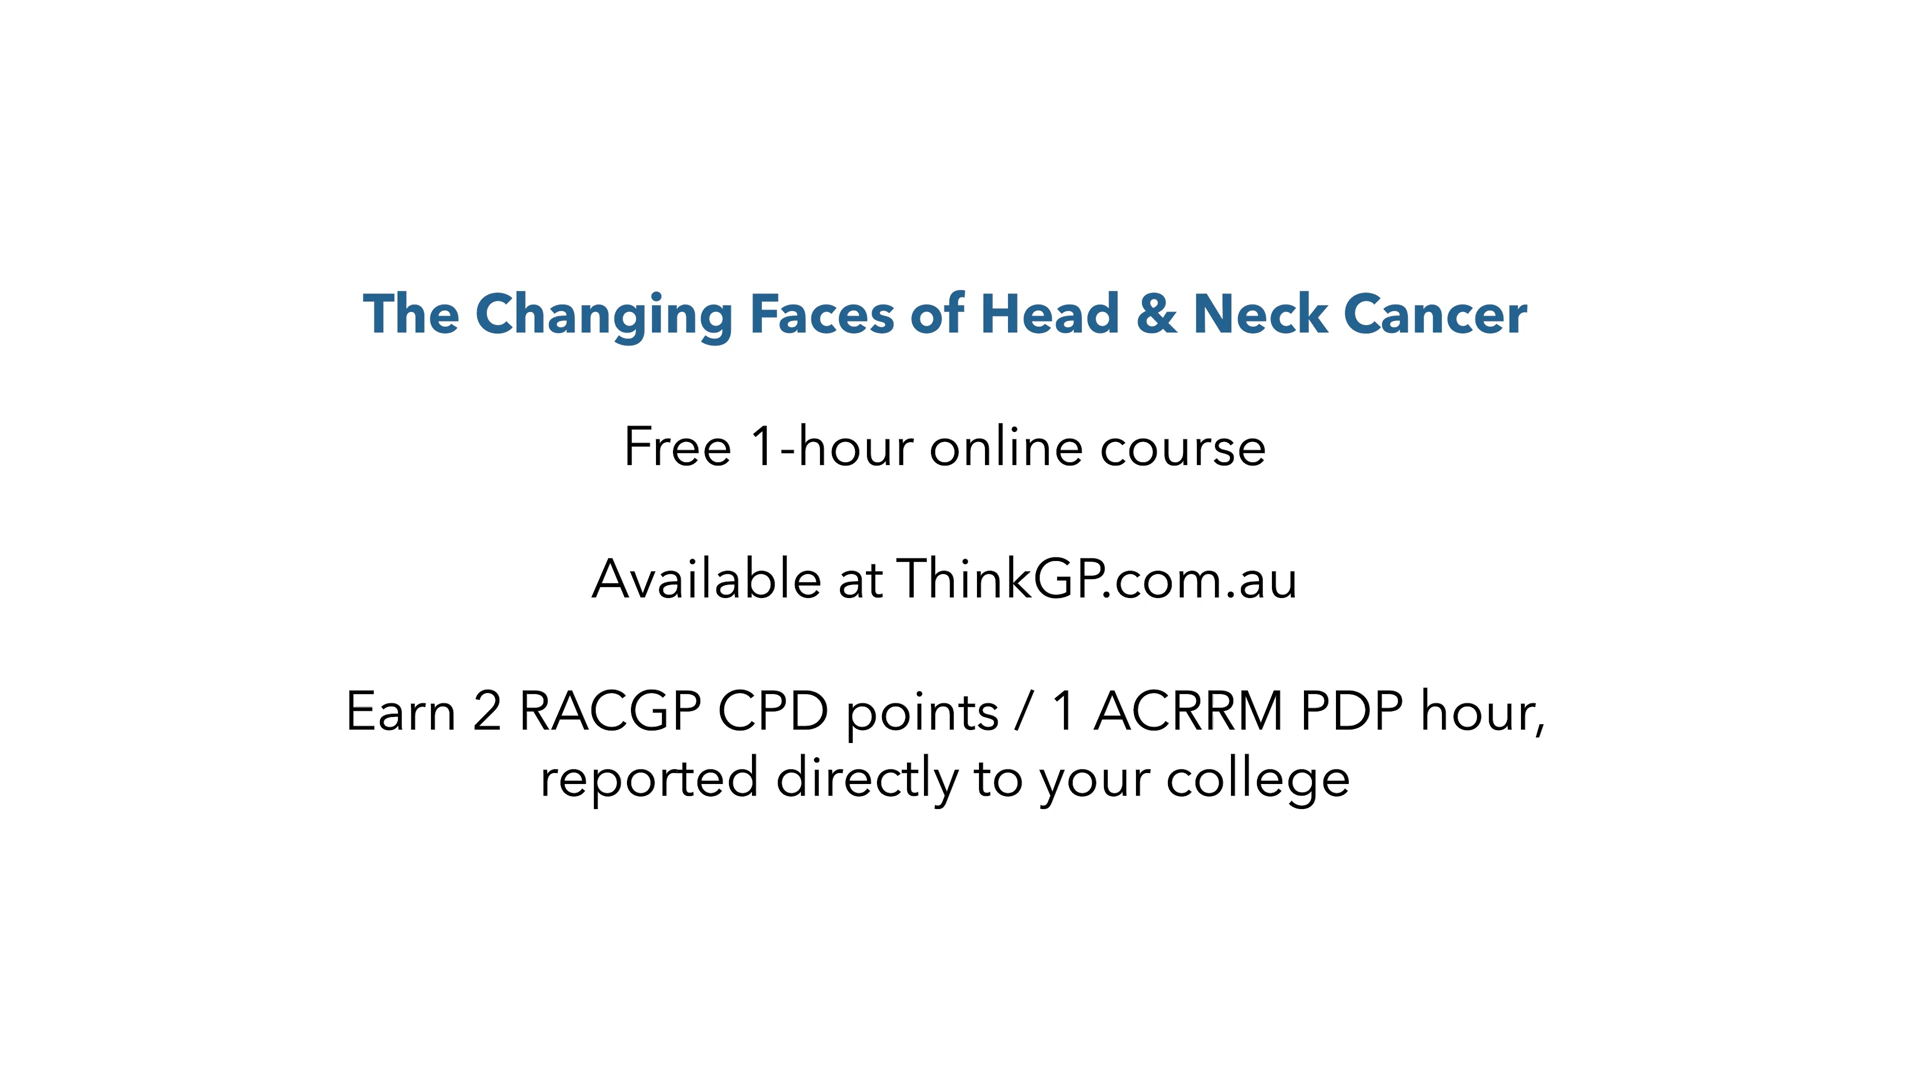 The Changing Faces of Head & Neck Cancer
Free 1-hour online course
Available at ThinkGP.com.au
Earn 2 RACGP CPD points / 1 ACRRM PDP hour,
reported directly to your college